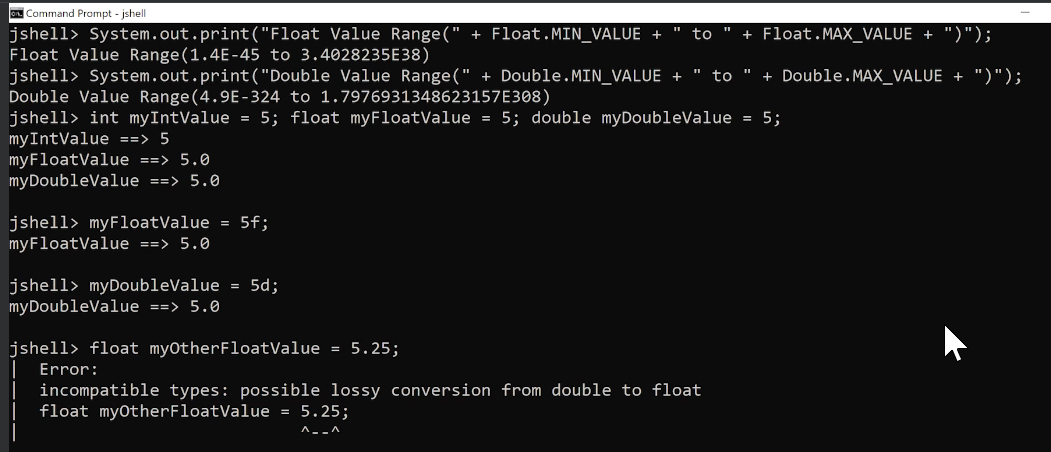 Command Prompt - jshell
jshell> System.out.print("Float Value Range(" + Float.MIN_VALUE + " to " + Float.MAX_VALUE + ")");
Float Value Range(1.4E-45 to 3.4028235E38)
jshell> System.out.print("Double Value Range(" + Double.MIN_VALUE + " to " + Double.MAX_VALUE + ")");
Double Value Range(4.9E-324 to 1.7976931348623157E308)
jshell> int myIntValue = 5; float myFloatValue = 5; double myDoubleValue = 5;
myIntValue ==> 5
myFloatValue ==> 5.0
myDoubleValue ==> 5.0
jshell> myFloatValue = 5f;
myFloatValue ==> 5.0
jshell> myDoubleValue = 5d;
myDoubleValue ==> 5.0
jshell> float myOtherFloatValue = 5.25;
|  Error:
|  incompatible types: possible lossy conversion from double to float
|  float myOtherFloatValue = 5.25;
|                            ^--^